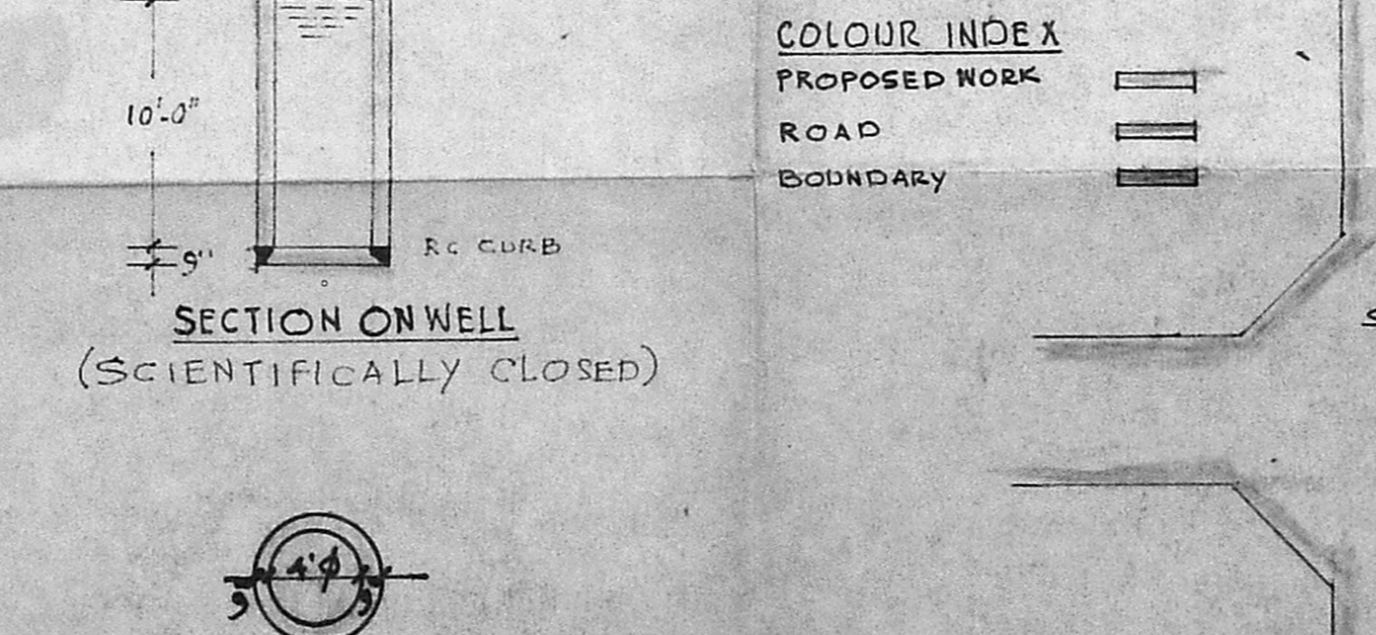 10'-0"
9"
RC CURB
SECTION ON WELL
(SCIENTIFICALLY CLOSED)
4'φ
9 9
COLOUR INDEX
PROPOSED WORK
ROAD
BOUNDARY